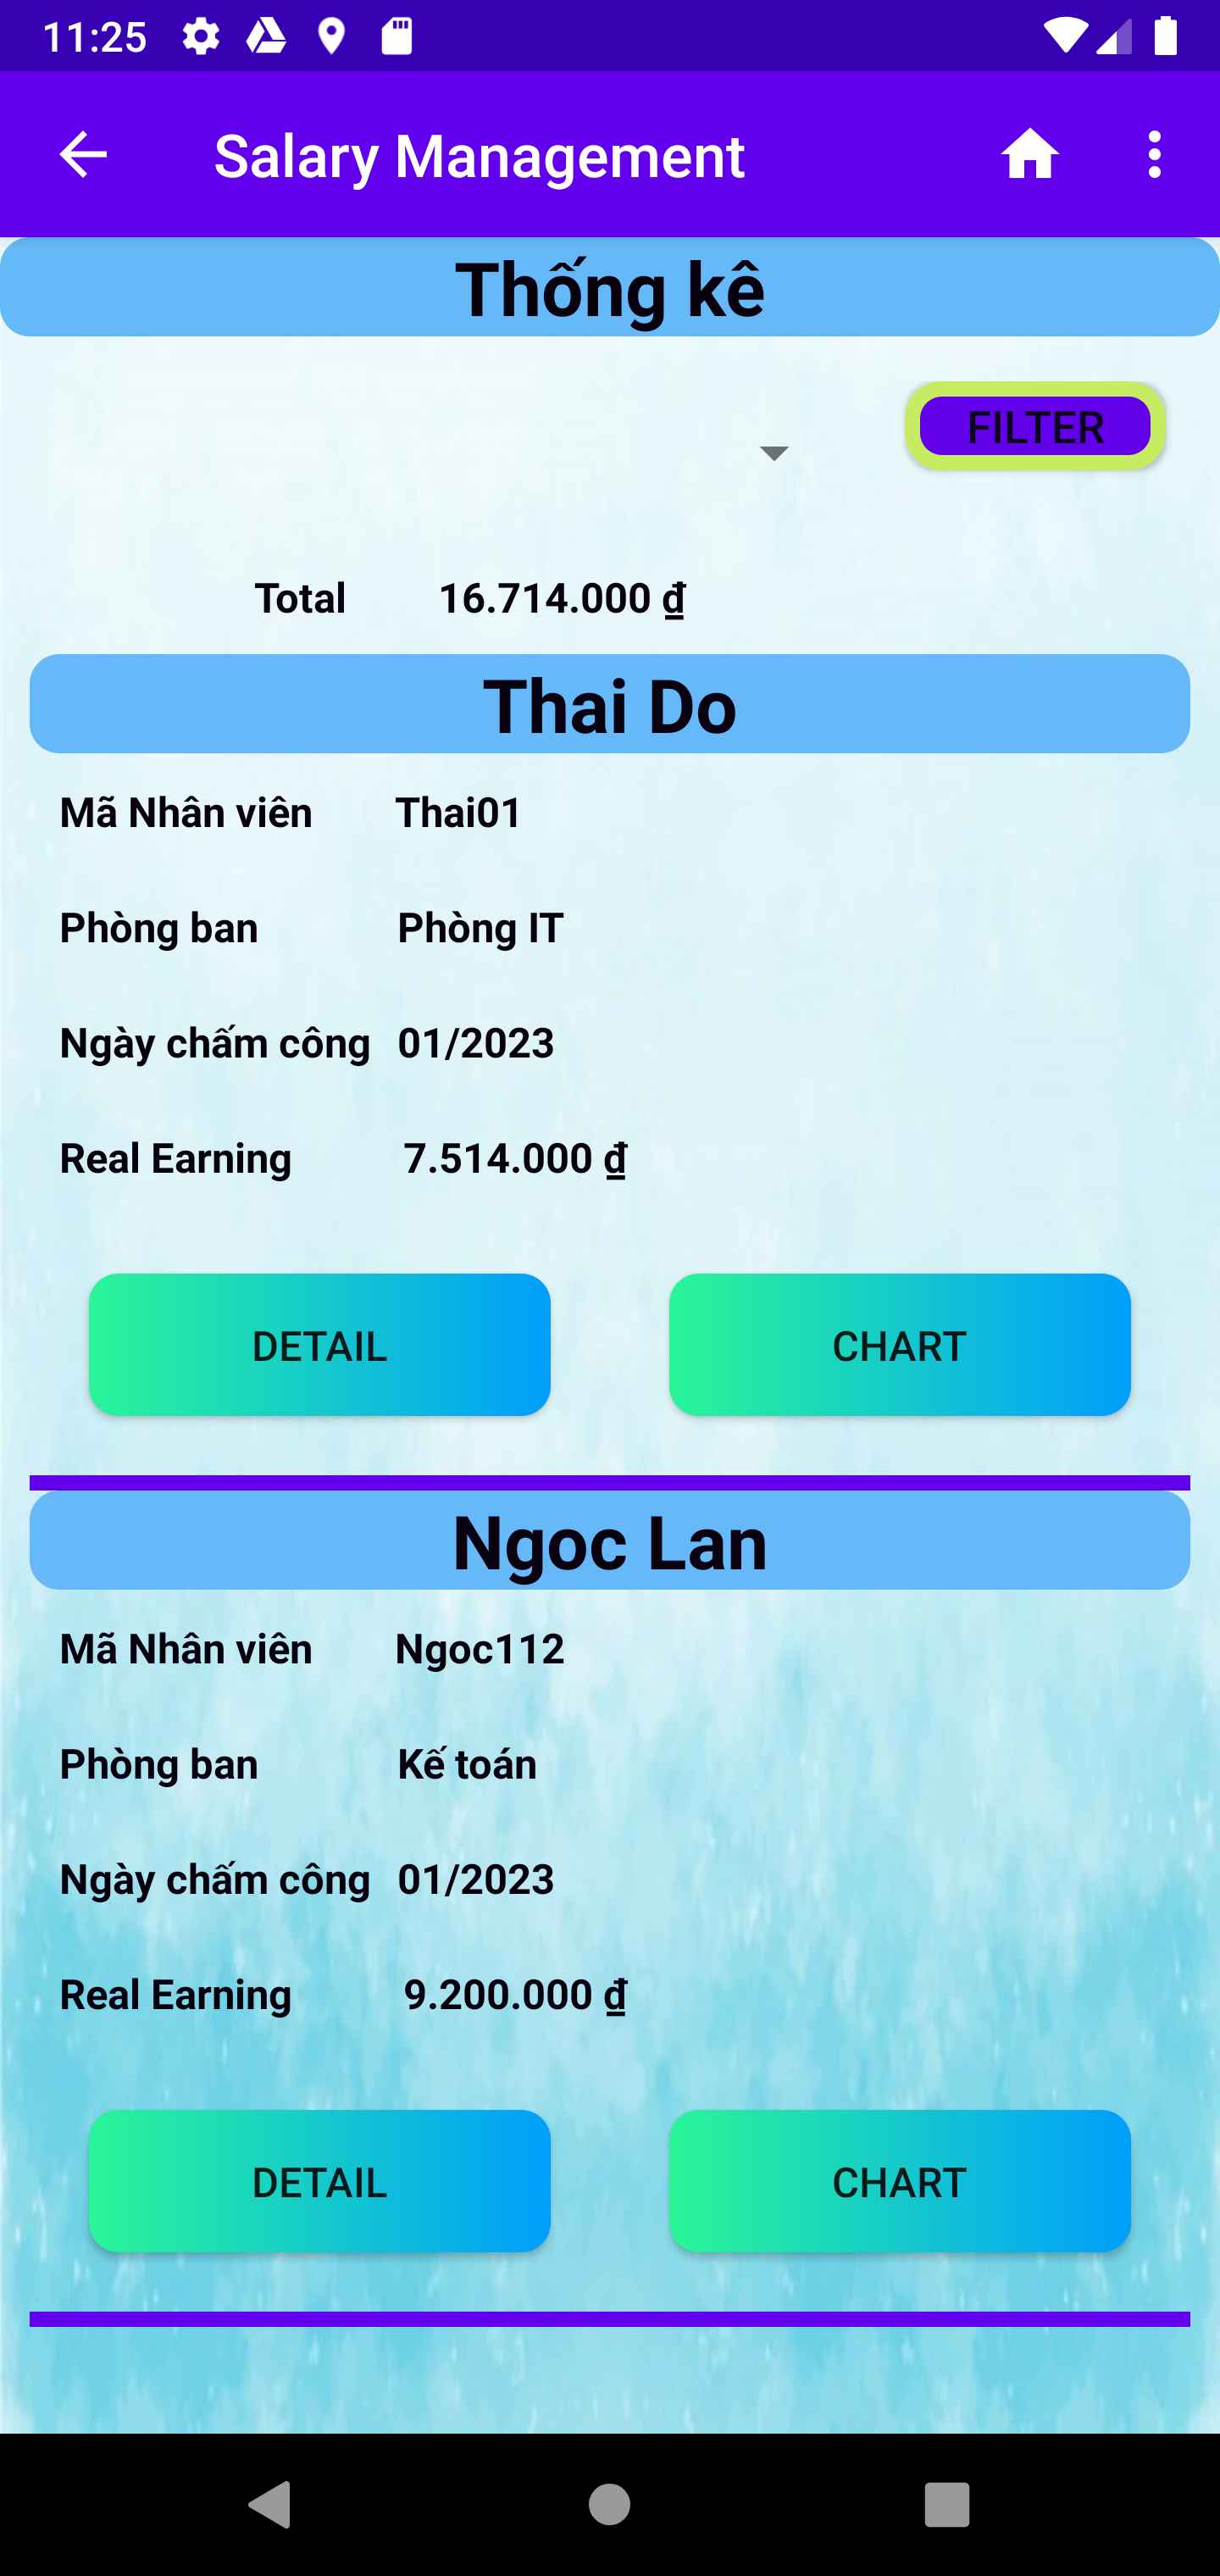 11:25
Salary Management
Thống kê
FILTER
Total 16.714.000 ₫
Thai Do
Mã Nhân viên Thai01
Phòng ban Phòng IT
Ngày chấm công 01/2023
Real Earning 7.514.000 ₫
DETAIL CHART
Ngoc Lan
Mã Nhân viên Ngoc112
Phòng ban Kế toán
Ngày chấm công 01/2023
Real Earning 9.200.000 ₫
DETAIL CHART